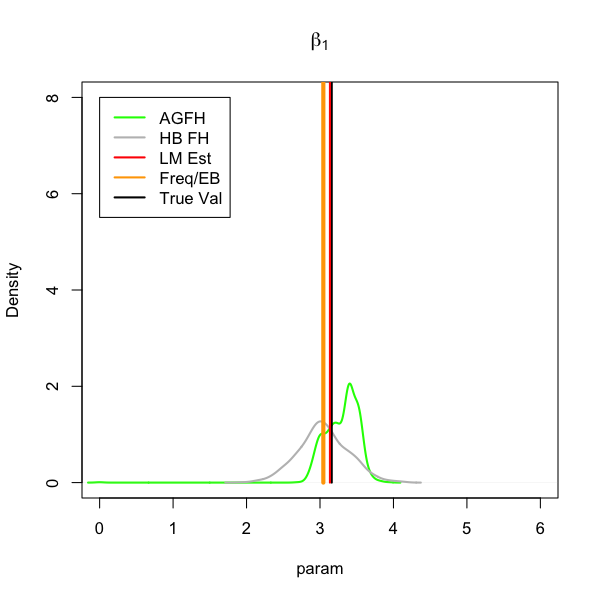 β1
AGFH
HB FH
LM Est
Freq/EB
True Val
Density
0 2 4 6 8
0 1 2 3 4 5 6
param